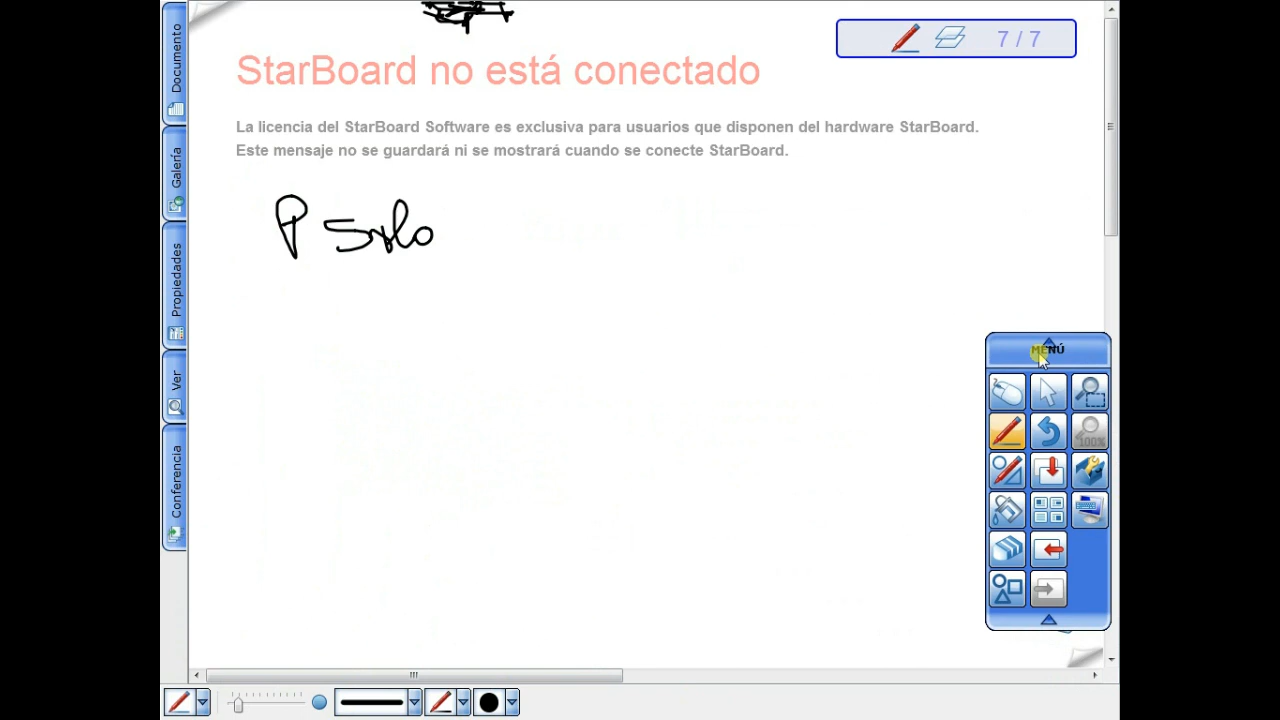 Documento
Galería
Propiedades
Ver
Conferencia
7 / 7
StarBoard no está conectado
La licencia del StarBoard Software es exclusiva para usuarios que disponen del hardware StarBoard.
Este mensaje no se guardará ni se mostrará cuando se conecte StarBoard.
P
MENÚ
100%